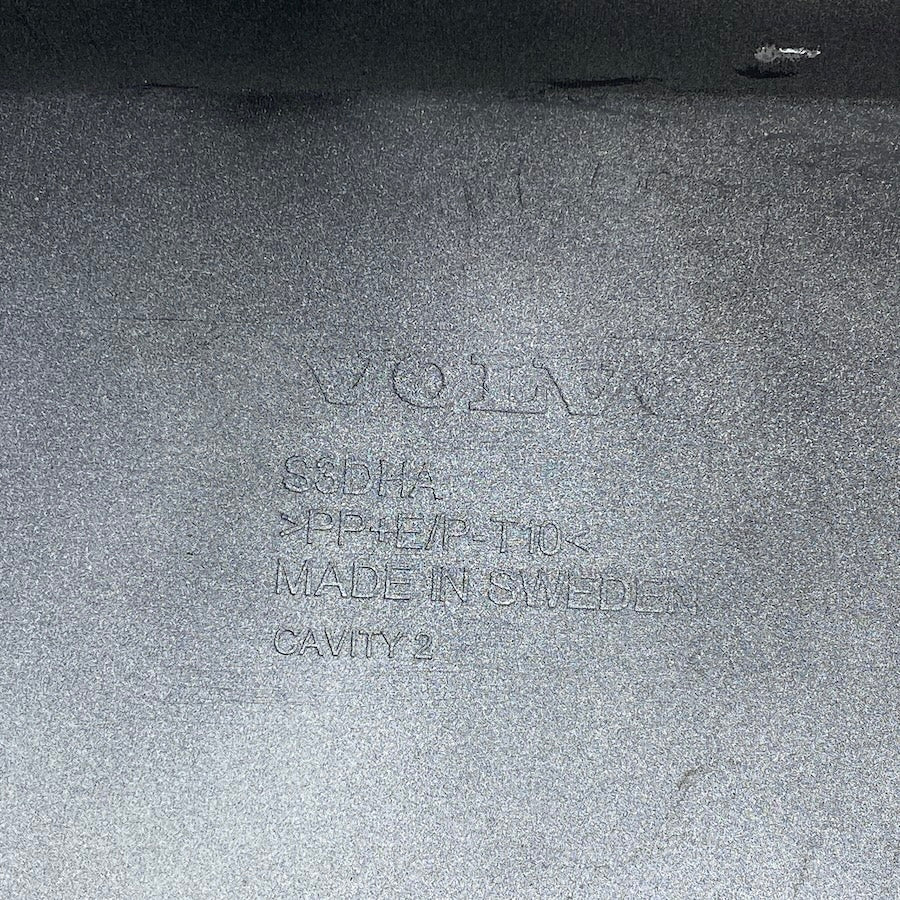 VOLVO
S3DHA
>PP+E/P-T10<
MADE IN SWEDEN
CAVITY 2